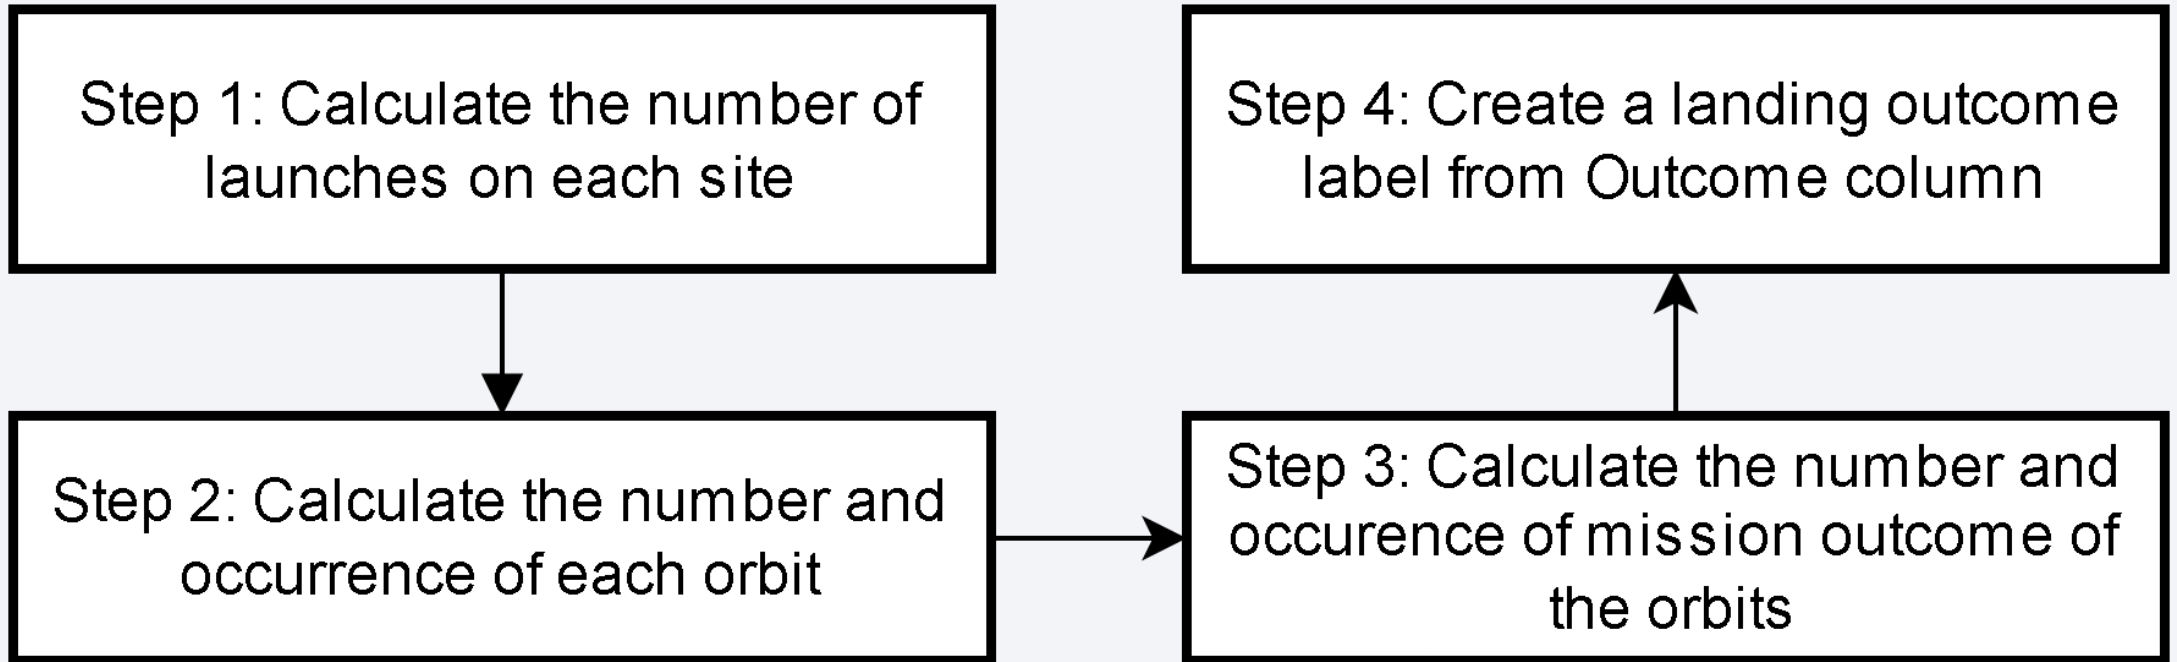 Step 1: Calculate the number of
launches on each site
Step 2: Calculate the number and
occurrence of each orbit
Step 3: Calculate the number and
occurence of mission outcome of
the orbits
Step 4: Create a landing outcome
label from Outcome column